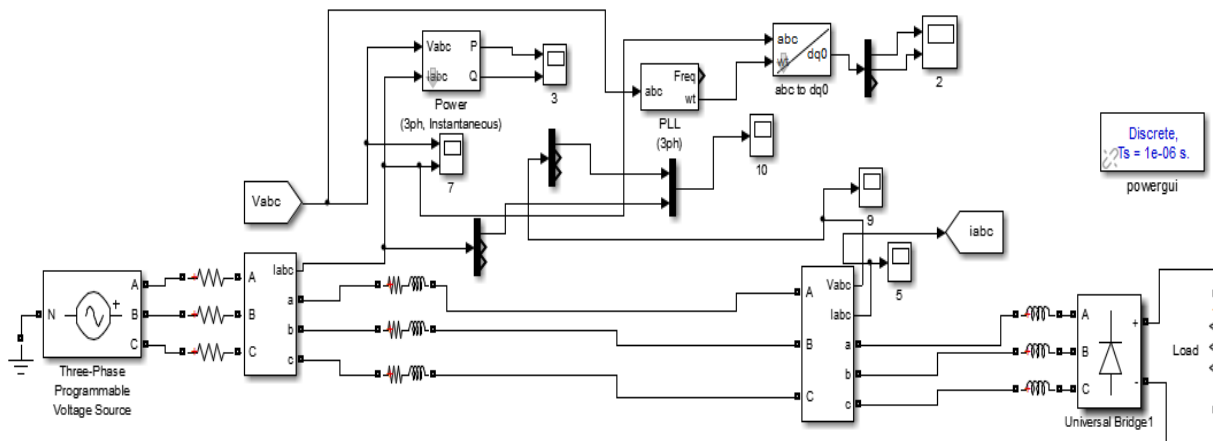 Vabc
Iabc
P
Q
3
Power
(3ph, Instantaneous)
7
abc
Freq
wt
PLL
(3ph)
abc
wt
dq0
abc to dq0
2
10
Discrete,
Ts = 1e-06 s.
powergui
Vabc
9
iabc
5
N
A
B
C
Three-Phase
Programmable
Voltage Source
A
B
C
Iabc
a
b
c
A
B
C
Vabc
Iabc
a
b
c
A
B
C
+
-
Universal Bridge1
Load